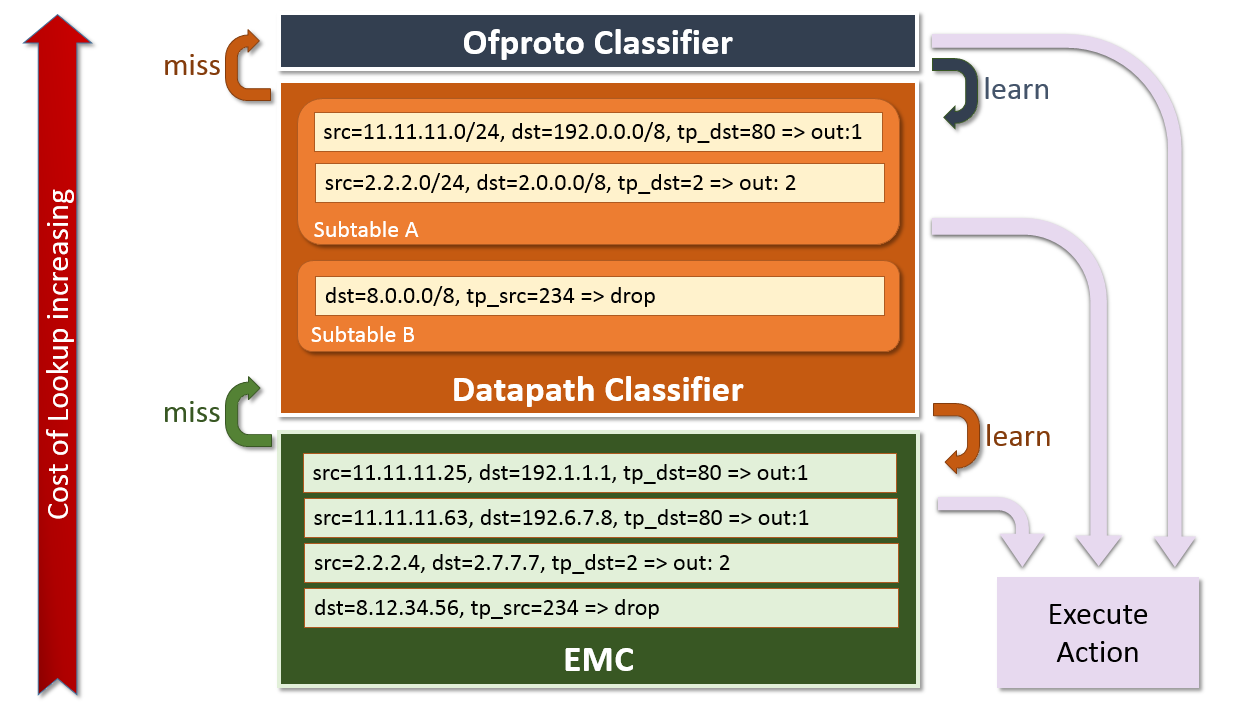 Ofproto Classifier
miss
learn
src=11.11.11.0/24, dst=192.0.0.0/8, tp_dst=80 => out:1
src=2.2.2.0/24, dst=2.0.0.0/8, tp_dst=2 => out: 2
Subtable A
dst=8.0.0.0/8, tp_src=234 => drop
Subtable B
Datapath Classifier
miss
learn
src=11.11.11.25, dst=192.1.1.1, tp_dst=80 => out:1
src=11.11.11.63, dst=192.6.7.8, tp_dst=80 => out:1
src=2.2.2.4, dst=2.7.7.7, tp_dst=2 => out: 2
dst=8.12.34.56, tp_src=234 => drop
EMC
Execute
Action
Cost of Lookup increasing